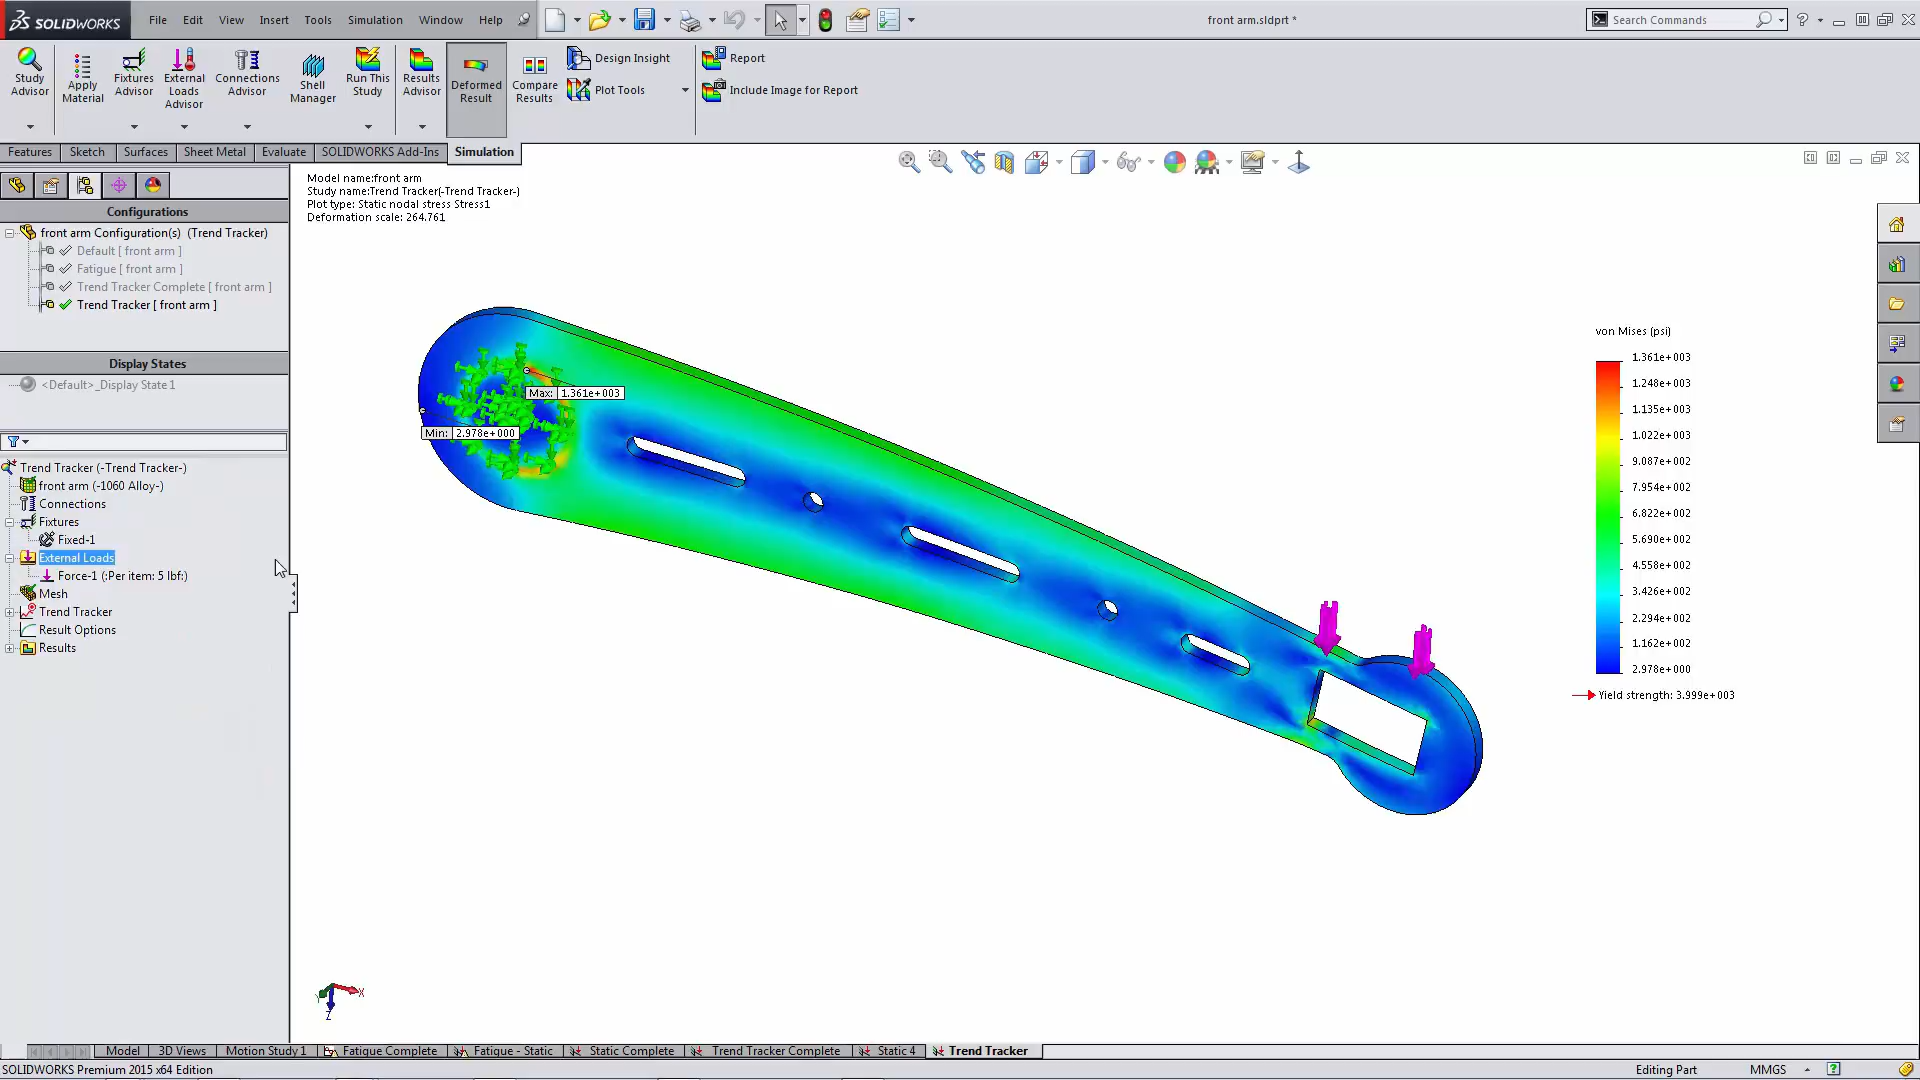 SOLIDWORKS
File Edit View Insert Tools Simulation Window Help
front arm.sldprt *
Search Commands
Study Advisor
Apply Material
Fixtures Advisor
External Loads Advisor
Connections Advisor
Shell Manager
Run This Study
Results Advisor
Deformed Result
Compare Results
Design Insight
Plot Tools
Report
Include Image for Report
Features Sketch Surfaces Sheet Metal Evaluate SOLIDWORKS Add-Ins Simulation
Configurations
front arm Configuration(s) (Trend Tracker)
Default [ front arm ]
Fatigue [ front arm ]
Trend Tracker Complete [ front arm ]
Trend Tracker [ front arm ]
Display States
<Default>_Display State 1
Trend Tracker (-Trend Tracker-)
front arm (-1060 Alloy-)
Connections
Fixtures
Fixed-1
External Loads
Force-1 (:Per item: 5 lbf:)
Mesh
Trend Tracker
Result Options
Results
Model name:front arm
Study name:Trend Tracker(-Trend Tracker-)
Plot type: Static nodal stress Stress1
Deformation scale: 264.761
Max: 1.361e+003
Min: 2.978e+000
von Mises (psi)
1.361e+003
1.248e+003
1.135e+003
1.022e+003
9.087e+002
7.954e+002
6.822e+002
5.690e+002
4.558e+002
3.426e+002
2.294e+002
1.162e+002
2.978e+000
Yield strength: 3.999e+003
X
Y
Z
Model 3D Views Motion Study 1 Fatigue Complete Fatigue - Static Static Complete Trend Tracker Complete Static 4 Trend Tracker
SOLIDWORKS Premium 2015 x64 Edition
Editing Part
MMGS